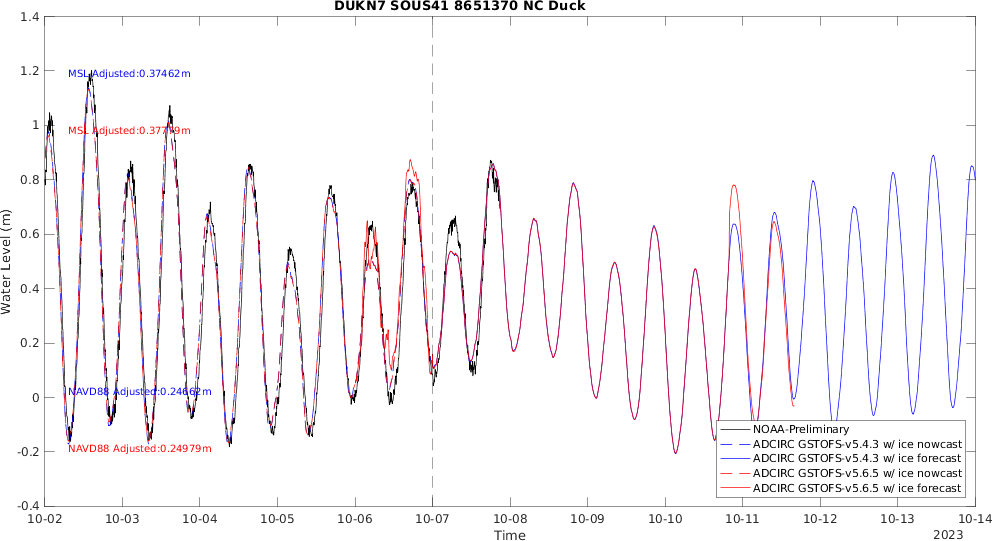 DUKN7 SOUS41 8651370 NC Duck
1.4
1.2
1
0.8
0.6
0.4
0.2
0
-0.2
-0.4
Water Level (m)
MSL Adjusted:0.37462m
MSL Adjusted:0.37779m
NAVD88 Adjusted:0.24662m
NAVD88 Adjusted:0.24979m
NOAA-Preliminary
ADCIRC GSTOFS-v5.4.3 w/ ice nowcast
ADCIRC GSTOFS-v5.4.3 w/ ice forecast
ADCIRC GSTOFS-v5.6.5 w/ ice nowcast
ADCIRC GSTOFS-v5.6.5 w/ ice forecast
10-02 10-03 10-04 10-05 10-06 10-07 10-08 10-09 10-10 10-11 10-12 10-13 10-14
Time
2023